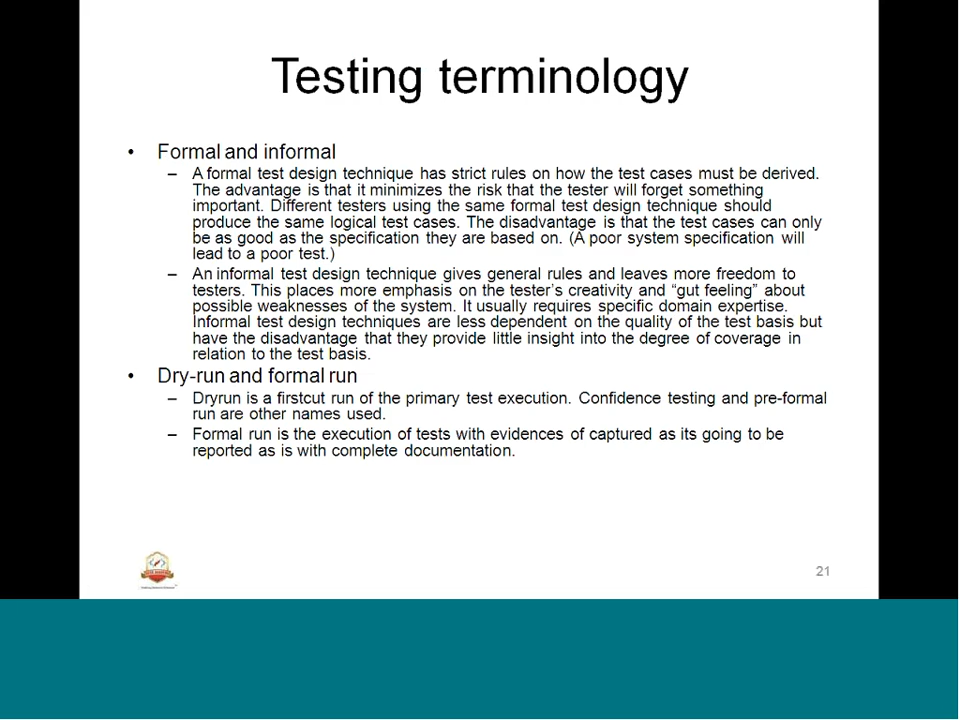 Testing terminology
• Formal and informal
– A formal test design technique has strict rules on how the test cases must be derived.
The advantage is that it minimizes the risk that the tester will forget something
important. Different testers using the same formal test design technique should
produce the same logical test cases. The disadvantage is that the test cases can only
be as good as the specification they are based on. (A poor system specification will
lead to a poor test.)
– An informal test design technique gives general rules and leaves more freedom to
testers. This places more emphasis on the tester's creativity and “gut feeling” about
possible weaknesses of the system. It usually requires specific domain expertise.
Informal test design techniques are less dependent on the quality of the test basis but
have the disadvantage that they provide little insight into the degree of coverage in
relation to the test basis.
• Dry-run and formal run
– Dryrun is a firstcut run of the primary test execution. Confidence testing and pre-formal
run are other names used.
– Formal run is the execution of tests with evidences of captured as its going to be
reported as is with complete documentation.
21